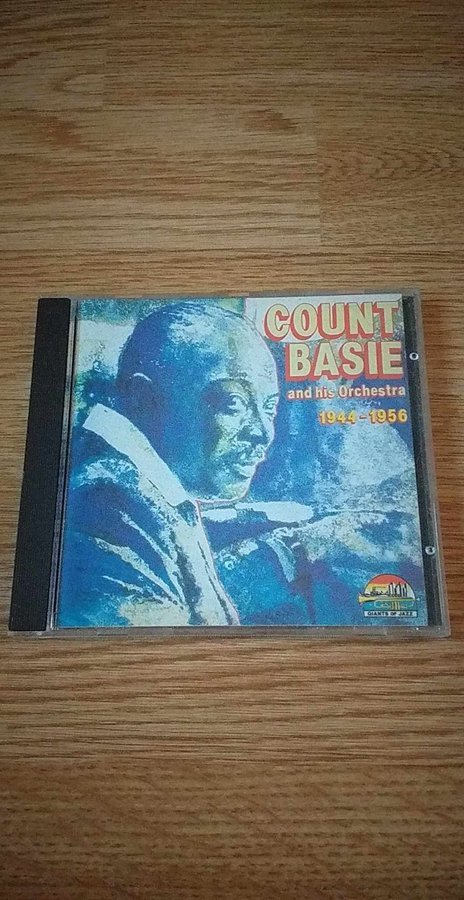 COUNT
BASIE
and his Orchestra
1944-1956
GIANTS OF JAZZ